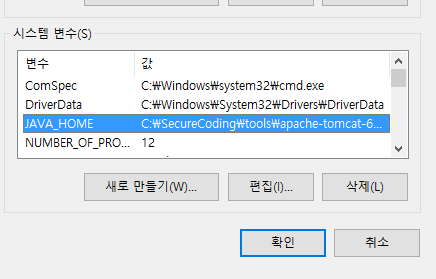 시스템 변수(S)
변수 값
ComSpec C:₩Windows₩system32₩cmd.exe
DriverData C:₩Windows₩System32₩Drivers₩DriverData
JAVA_HOME C:₩SecureCoding₩tools₩apache-tomcat-6...
NUMBER_OF_PRO... 12
새로 만들기(W)... 편집(I)... 삭제(L)
확인 취소